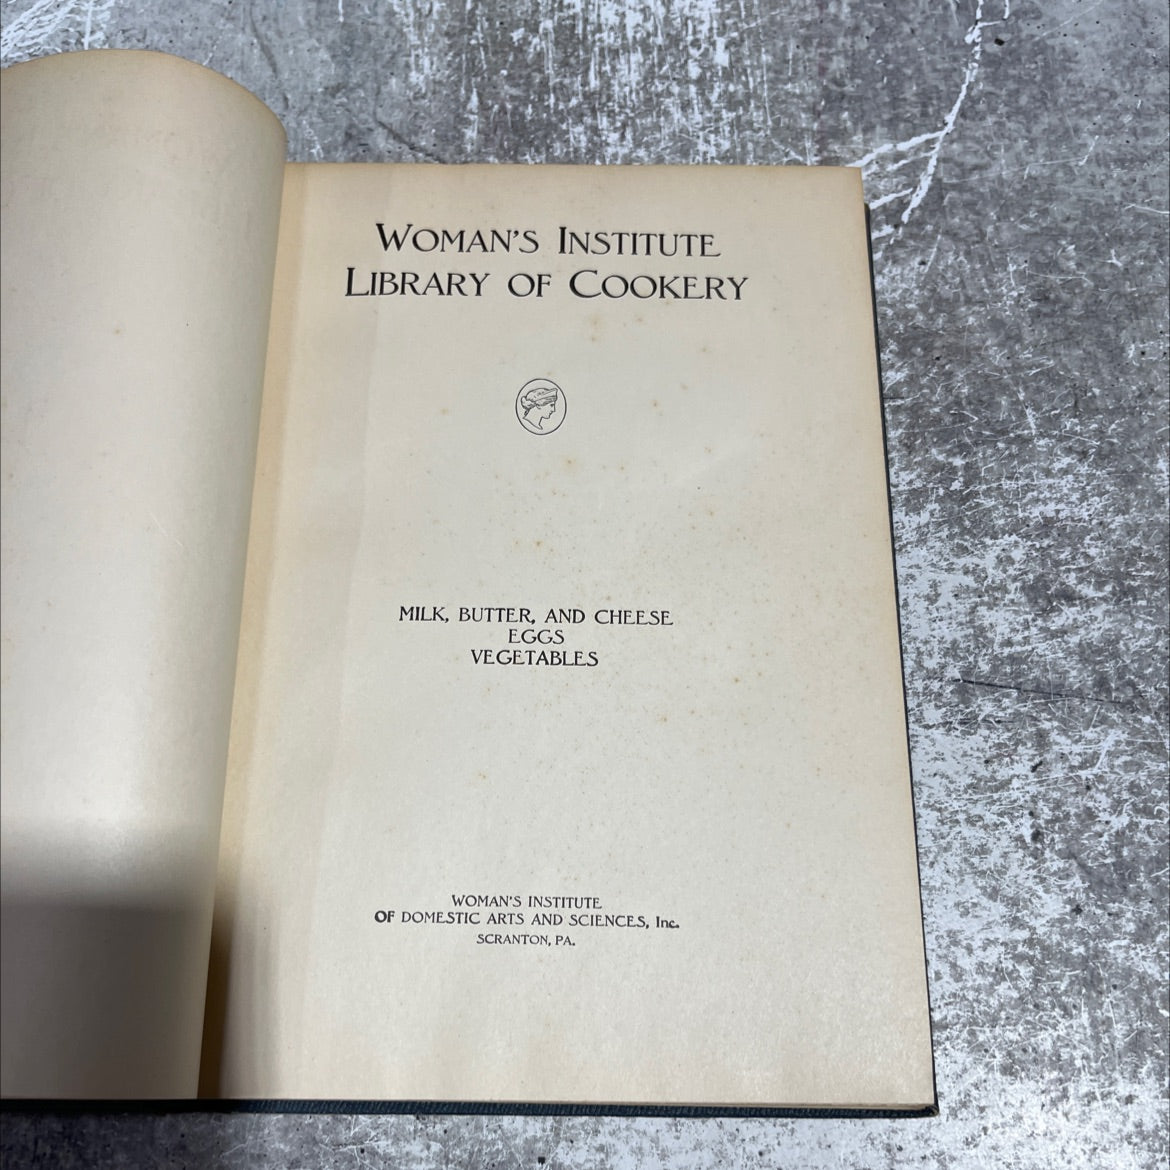 WOMAN'S INSTITUTE
LIBRARY OF COOKERY
MILK, BUTTER, AND CHEESE
EGGS
VEGETABLES
WOMAN'S INSTITUTE
OF DOMESTIC ARTS AND SCIENCES, Inc.
SCRANTON, PA.